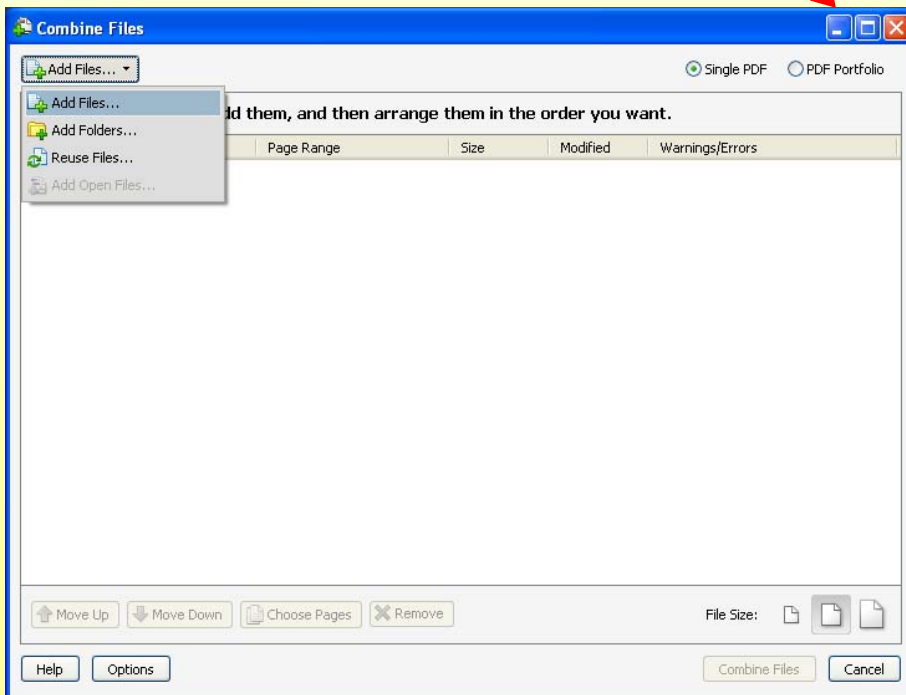 Combine Files
Add Files...
Single PDF PDF Portfolio
Add Files...
dd them, and then arrange them in the order you want.
Add Folders...
Page Range Size Modified Warnings/Errors
Reuse Files...
Add Open Files...
Move Up Move Down Choose Pages Remove File Size:
Help Options Combine Files Cancel